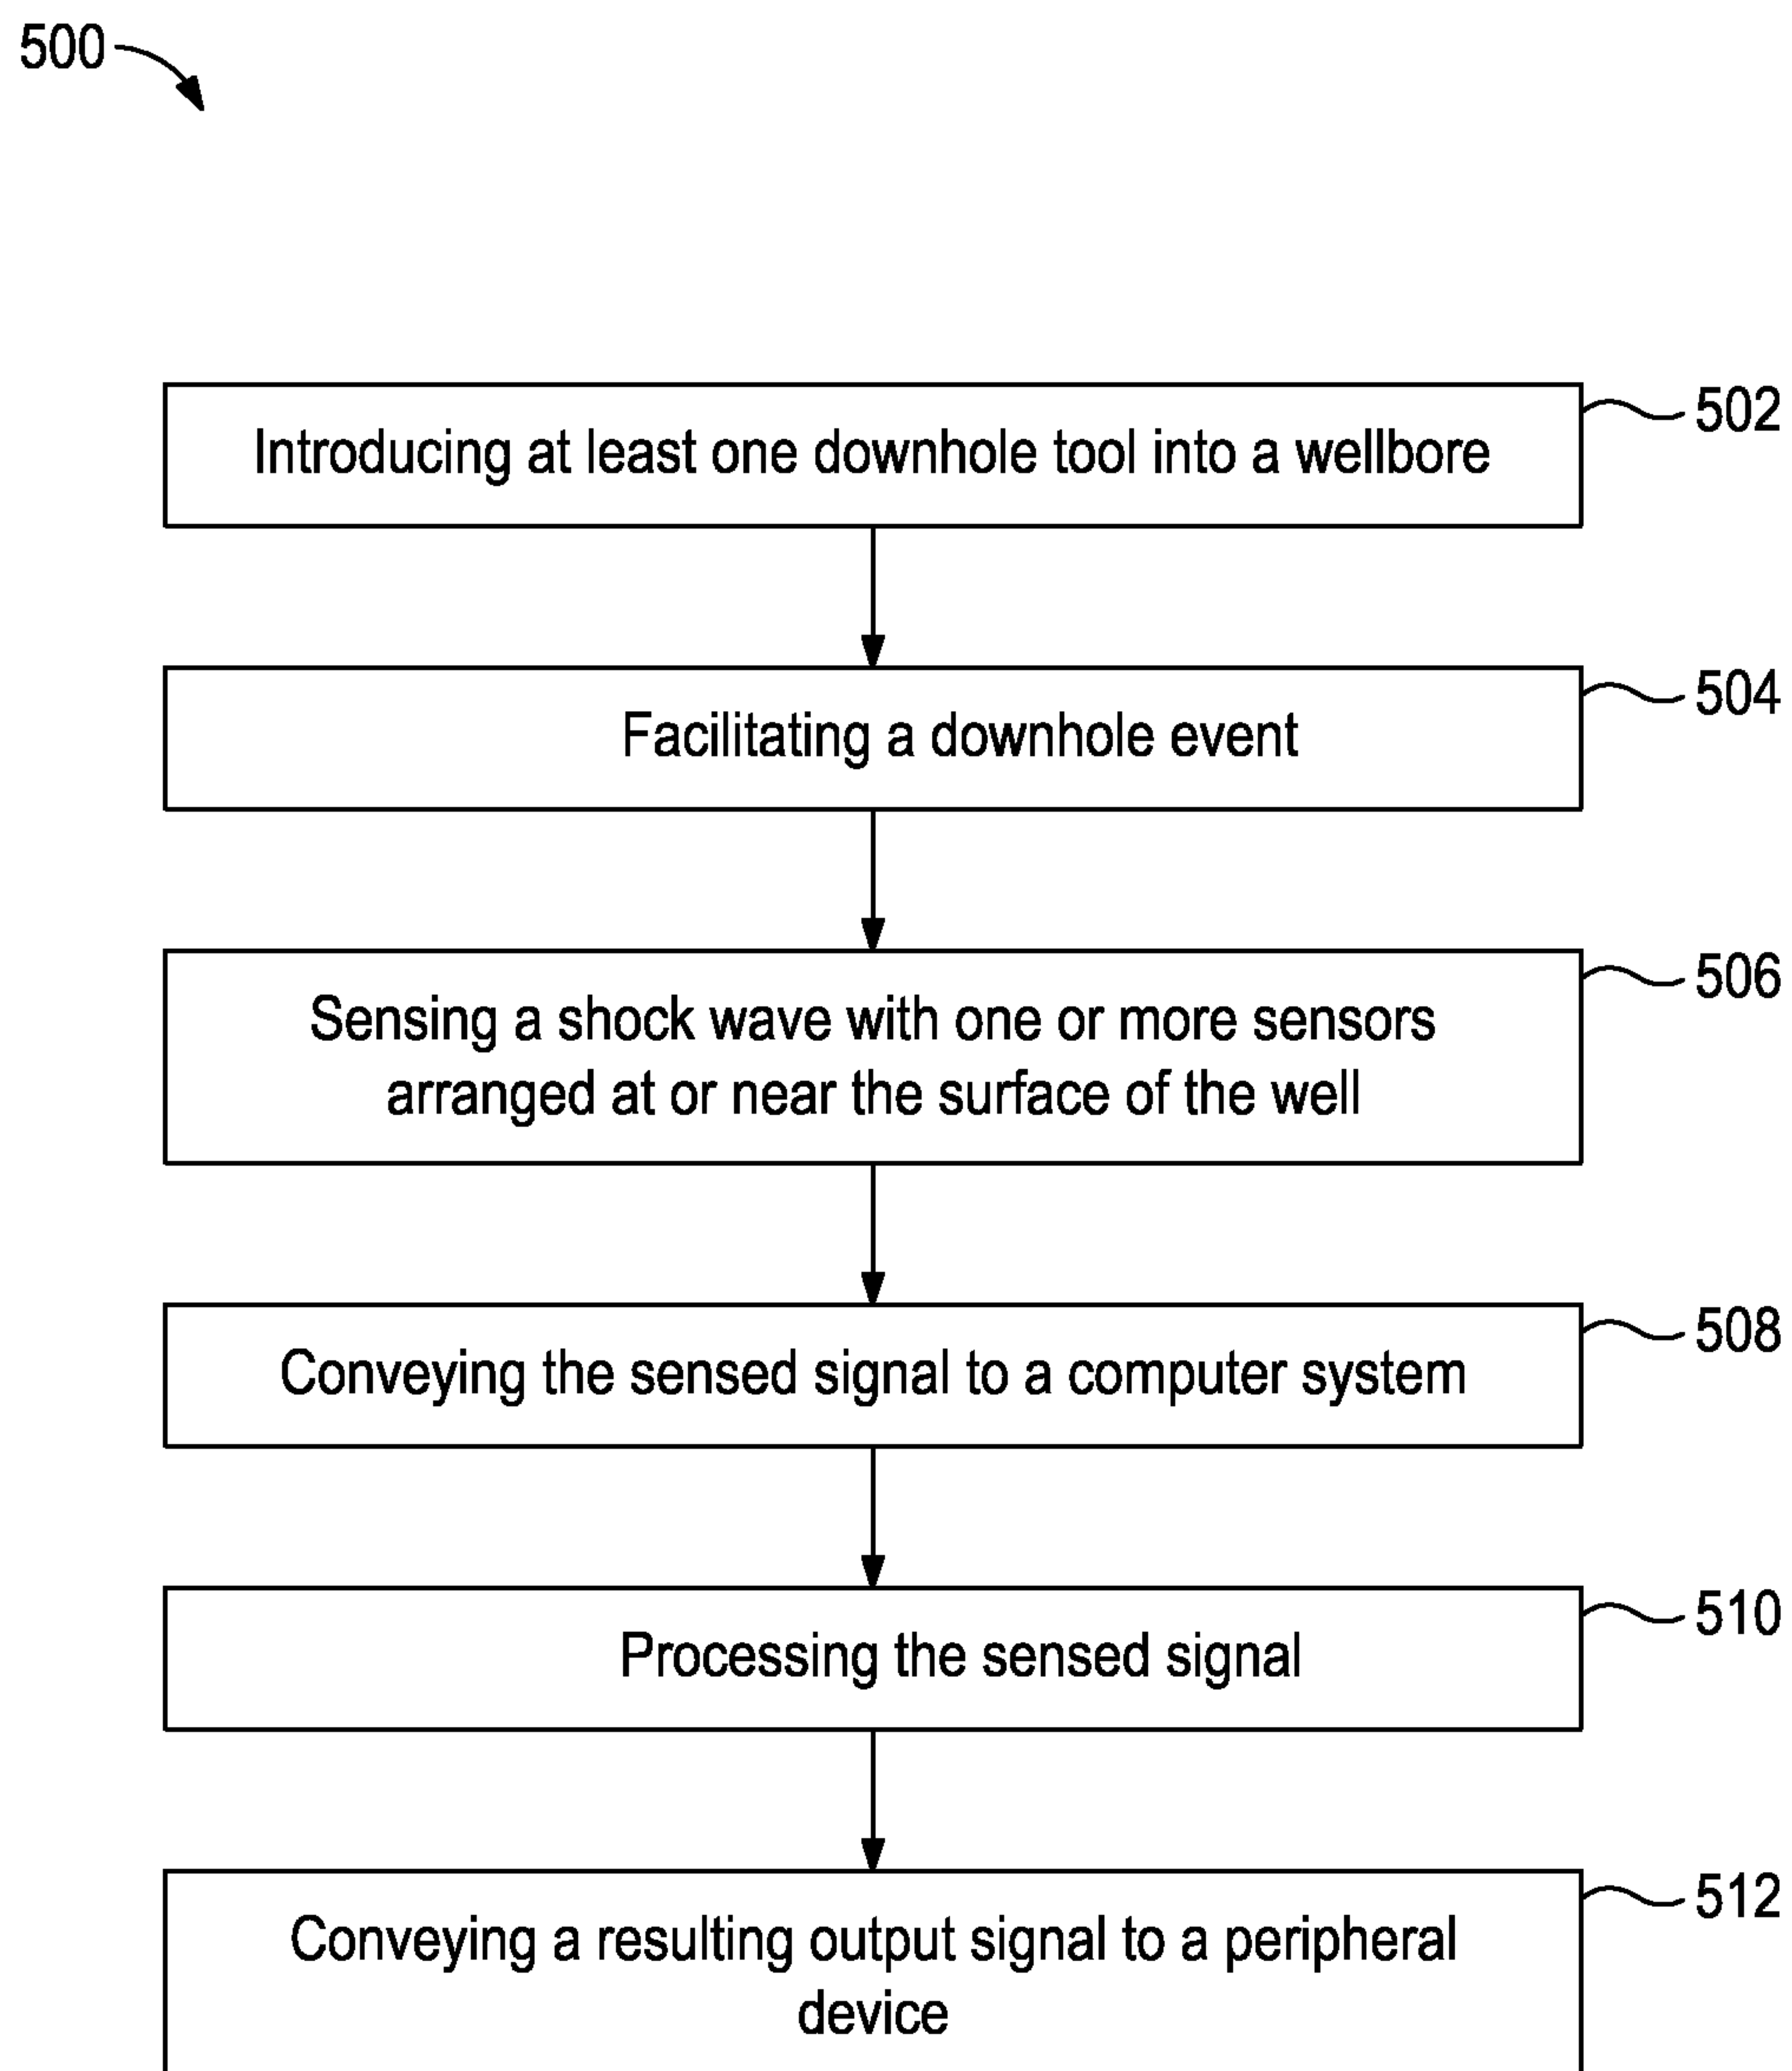 500
502
Introducing at least one downhole tool into a wellbore
504
Facilitating a downhole event
506
Sensing a shock wave with one or more sensors
arranged at or near the surface of the well
508
Conveying the sensed signal to a computer system
510
Processing the sensed signal
512
Conveying a resulting output signal to a peripheral
device